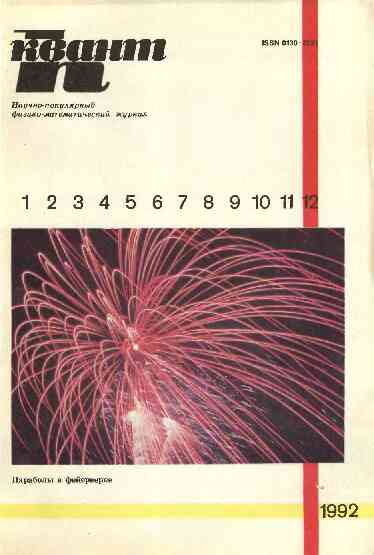 квант
ISSN 0130-2221
Научно-популярный
физико-математический журнал
1 2 3 4 5 6 7 8 9 10 11 12
Параболы в фейерверке
1992